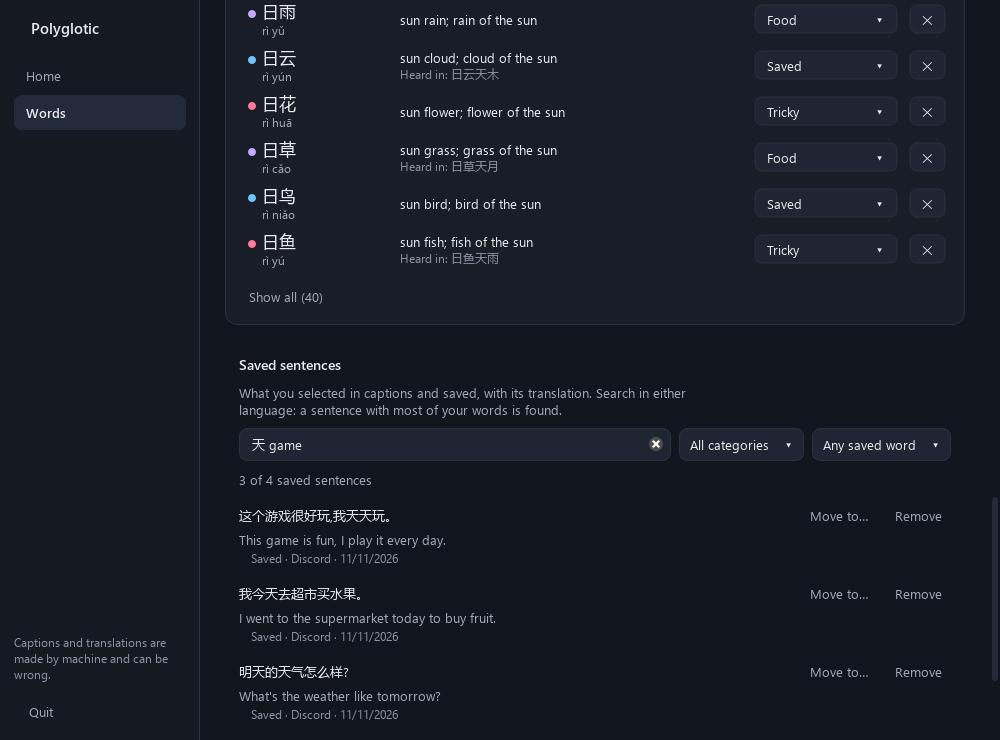 Polyglotic
Home
Words
Captions and translations are
made by machine and can be
wrong.
Quit
日雨
rì yǔ
sun rain; rain of the sun
Food
日云
rì yún
sun cloud; cloud of the sun
Heard in: 日云天木
Saved
日花
rì huā
sun flower; flower of the sun
Tricky
日草
rì cǎo
sun grass; grass of the sun
Heard in: 日草天月
Food
日鸟
rì niǎo
sun bird; bird of the sun
Saved
日鱼
rì yú
sun fish; fish of the sun
Heard in: 日鱼天雨
Tricky
Show all (40)
Saved sentences
What you selected in captions and saved, with its translation. Search in either
language: a sentence with most of your words is found.
天 game
All categories
Any saved word
3 of 4 saved sentences
这个游戏很好玩,我天天玩。
Move to...
Remove
This game is fun, I play it every day.
Saved · Discord · 11/11/2026
我今天去超市买水果。
Move to...
Remove
I went to the supermarket today to buy fruit.
Saved · Discord · 11/11/2026
明天的天气怎么样?
Move to...
Remove
What's the weather like tomorrow?
Saved · Discord · 11/11/2026